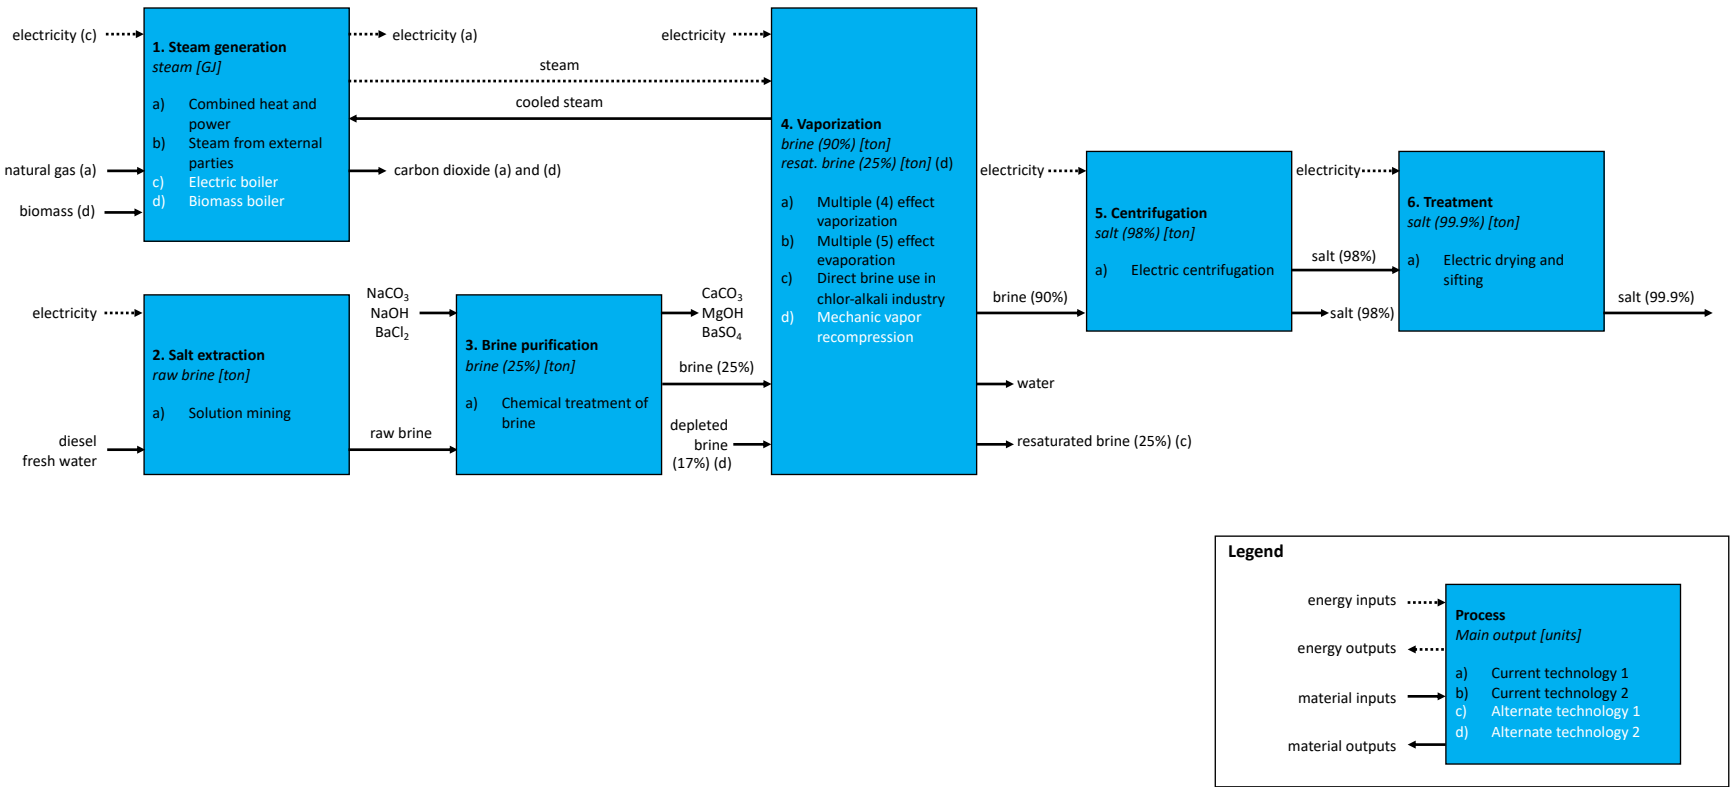 electricity (c)
1. Steam generation
steam [GJ]
a) Combined heat and
power
b) Steam from external
parties
c) Electric boiler
d) Biomass boiler
natural gas (a)
biomass (d)
electricity (a)
steam
cooled steam
carbon dioxide (a) and (d)
electricity
2. Salt extraction
raw brine [ton]
a) Solution mining
diesel
fresh water
raw brine
NaCO₃
NaOH
BaCl₂
3. Brine purification
brine (25%) [ton]
a) Chemical treatment of
brine
CaCO₃
MgOH
BaSO₄
brine (25%)
depleted
brine
(17%) (d)
electricity
4. Vaporization
brine (90%) [ton]
resat. brine (25%) [ton] (d)
a) Multiple (4) effect
vaporization
b) Multiple (5) effect
evaporation
c) Direct brine use in
chlor-alkali industry
d) Mechanic vapor
recompression
brine (90%)
water
resaturated brine (25%) (c)
electricity
5. Centrifugation
salt (98%) [ton]
a) Electric centrifugation
salt (98%)
salt (98%)
electricity
6. Treatment
salt (99.9%) [ton]
a) Electric drying and
sifting
salt (99.9%)
Legend
energy inputs
energy outputs
material inputs
material outputs
Process
Main output [units]
a) Current technology 1
b) Current technology 2
c) Alternate technology 1
d) Alternate technology 2